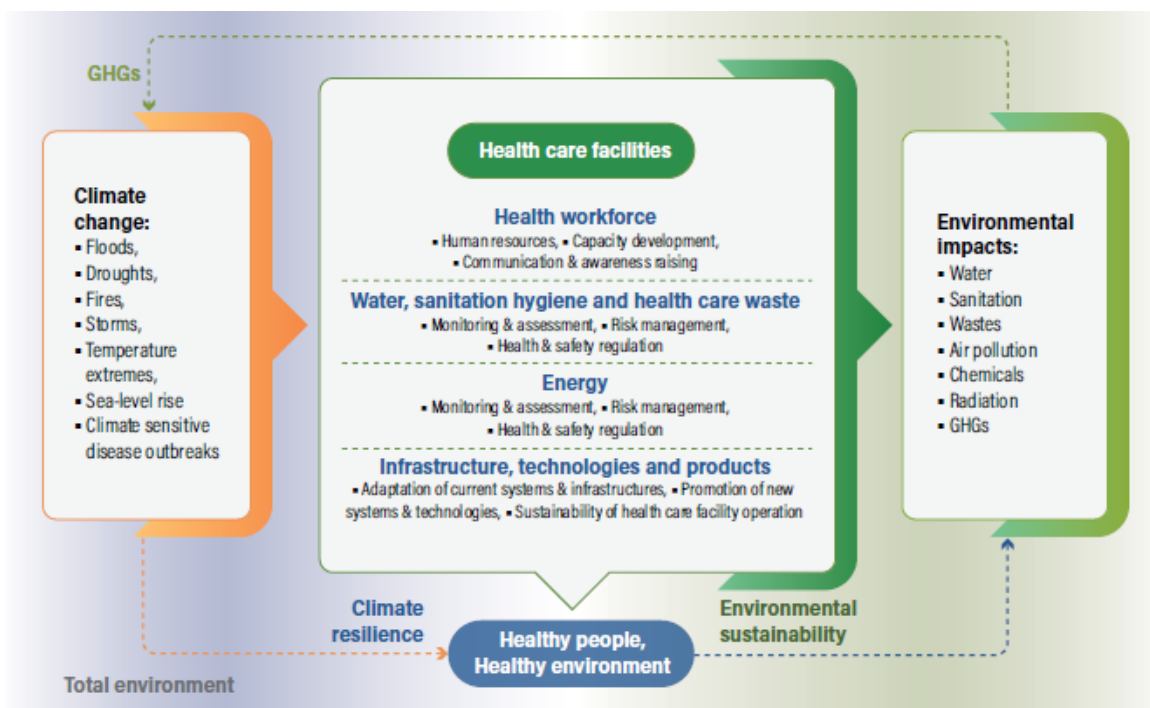 GHGs
Climate
change:
▪ Floods,
▪ Droughts,
▪ Fires,
▪ Storms,
▪ Temperature
extremes,
▪ Sea-level rise
▪ Climate sensitive
disease outbreaks
Health care facilities
Health workforce
▪ Human resources, ▪ Capacity development,
▪ Communication & awareness raising
Water, sanitation hygiene and health care waste
▪ Monitoring & assessment, ▪ Risk management,
▪ Health & safety regulation
Energy
▪ Monitoring & assessment, ▪ Risk management,
▪ Health & safety regulation
Infrastructure, technologies and products
▪ Adaptation of current systems & infrastructures, ▪ Promotion of new
systems & technologies, ▪ Sustainability of health care facility operation
Environmental
impacts:
▪ Water
▪ Sanitation
▪ Wastes
▪ Air pollution
▪ Chemicals
▪ Radiation
▪ GHGs
Climate
resilience
Healthy people,
Healthy environment
Environmental
sustainability
Total environment